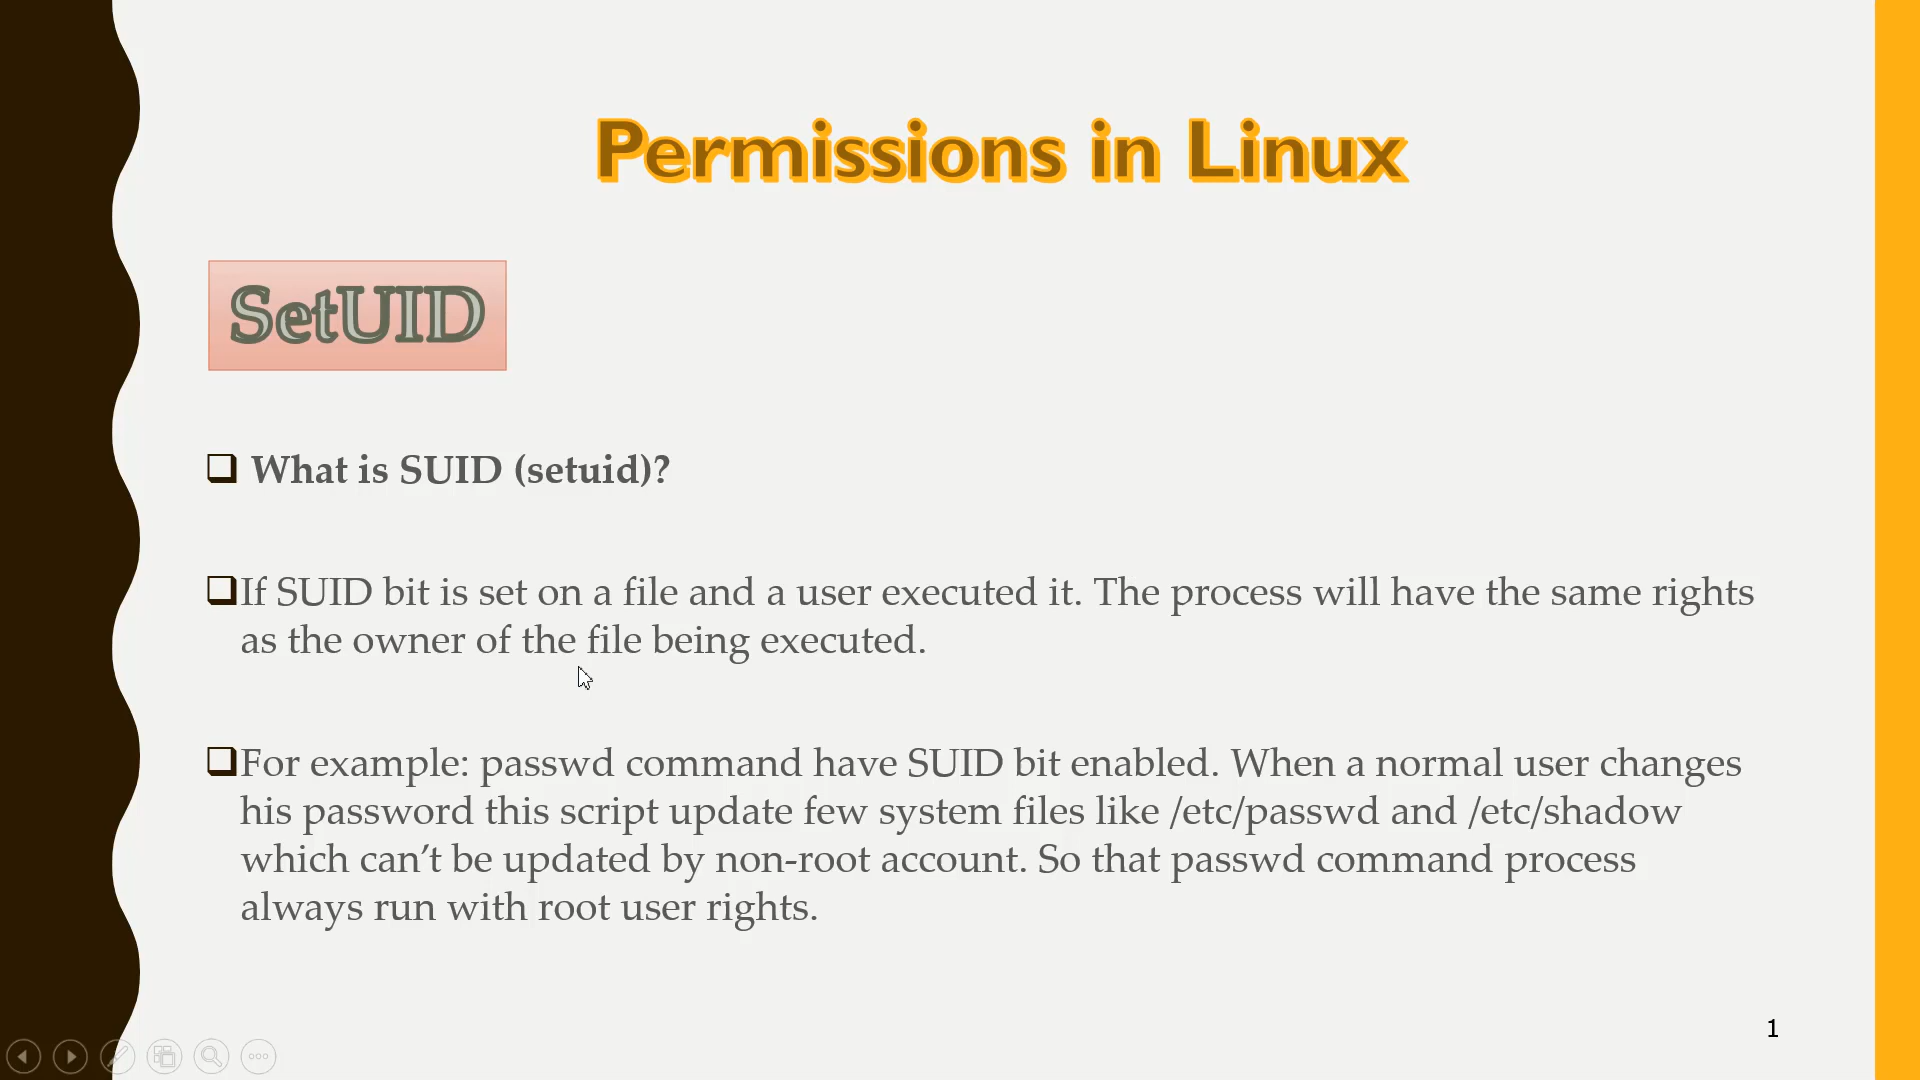 Permissions in Linux
SetUID
What is SUID (setuid)?
If SUID bit is set on a file and a user executed it. The process will have the same rights
as the owner of the file being executed.
For example: passwd command have SUID bit enabled. When a normal user changes
his password this script update few system files like /etc/passwd and /etc/shadow
which can’t be updated by non-root account. So that passwd command process
always run with root user rights.
1